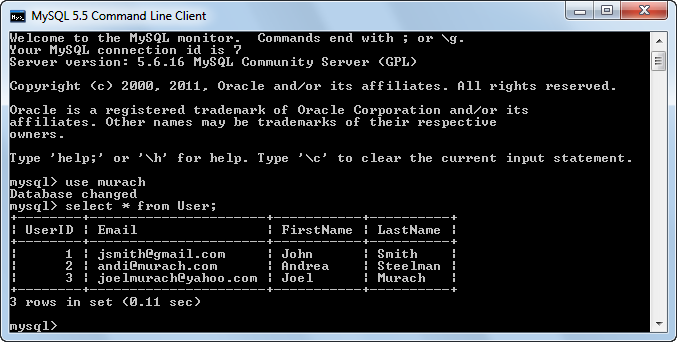 MySQL 5.5 Command Line Client
Welcome to the MySQL monitor.  Commands end with ; or \g.
Your MySQL connection id is 7
Server version: 5.6.16 MySQL Community Server (GPL)
Copyright (c) 2000, 2011, Oracle and/or its affiliates. All rights reserved.
Oracle is a registered trademark of Oracle Corporation and/or its
affiliates. Other names may be trademarks of their respective
owners.
Type 'help;' or '\h' for help. Type '\c' to clear the current input statement.
mysql> use murach
Database changed
mysql> select * from User;
+--------+----------------------+-----------+----------+
| UserID | Email                | FirstName | LastName |
+--------+----------------------+-----------+----------+
|      1 | jsmith@gmail.com     | John      | Smith    |
|      2 | andi@murach.com      | Andrea    | Steelman |
|      3 | joelmurach@yahoo.com | Joel      | Murach   |
+--------+----------------------+-----------+----------+
3 rows in set (0.11 sec)
mysql>